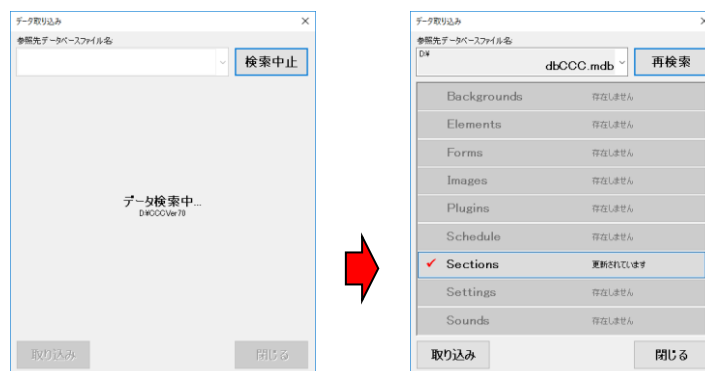 データ取り込み
参照先データベースファイル名:
検索中止
データ検索中...
D:¥CCCVer70
取り込み
閉じる
データ取り込み
参照先データベースファイル名:
D:¥
dbCCC.mdb
再検索
Backgrounds 存在しません
Elements 存在しません
Forms 存在しません
Images 存在しません
Plugins 存在しません
Schedule 存在しません
Sections 更新されています
Settings 存在しません
Sounds 存在しません
取り込み
閉じる